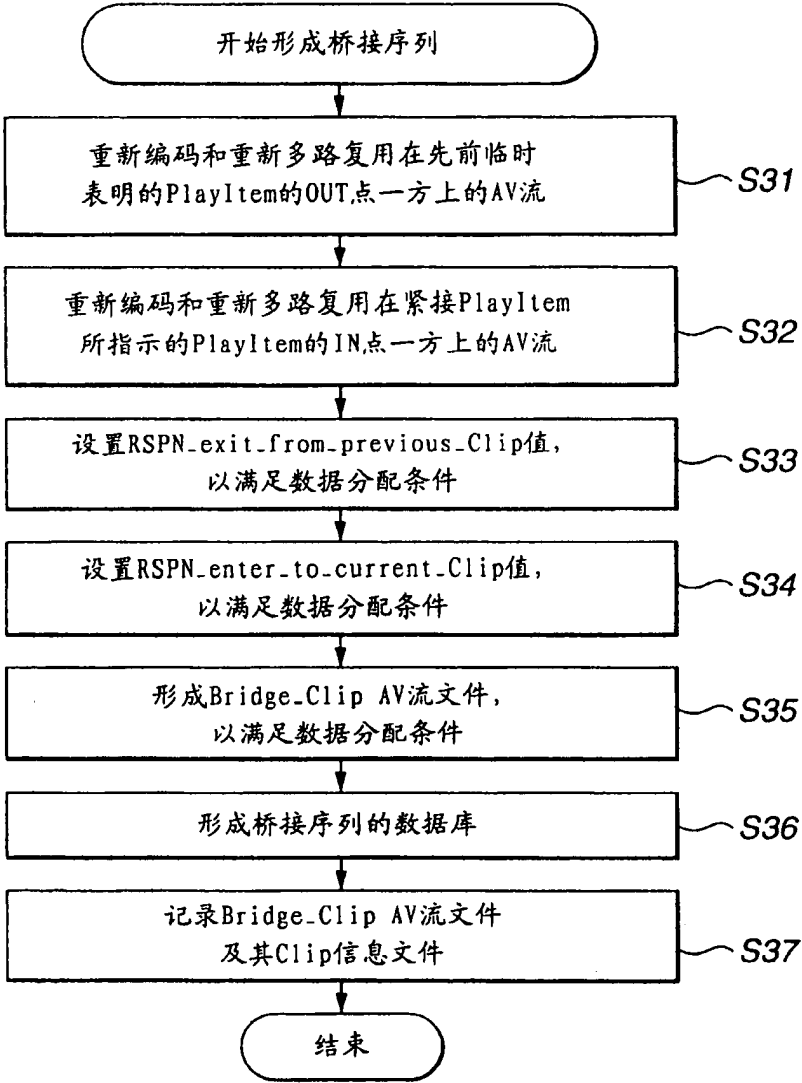 开始形成桥接序列
重新编码和重新多路复用在先前临时
表明的PlayItem的OUT点一方上的AV流
S31
重新编码和重新多路复用在紧接PlayItem
所指示的PlayItem的IN点一方上的AV流
S32
设置RSPN_exit_from_previous_Clip值,
以满足数据分配条件
S33
设置RSPN_enter_to_current_Clip值,
以满足数据分配条件
S34
形成Bridge_Clip AV流文件,
以满足数据分配条件
S35
形成桥接序列的数据库
S36
记录Bridge_Clip AV流文件
及其Clip信息文件
S37
结束